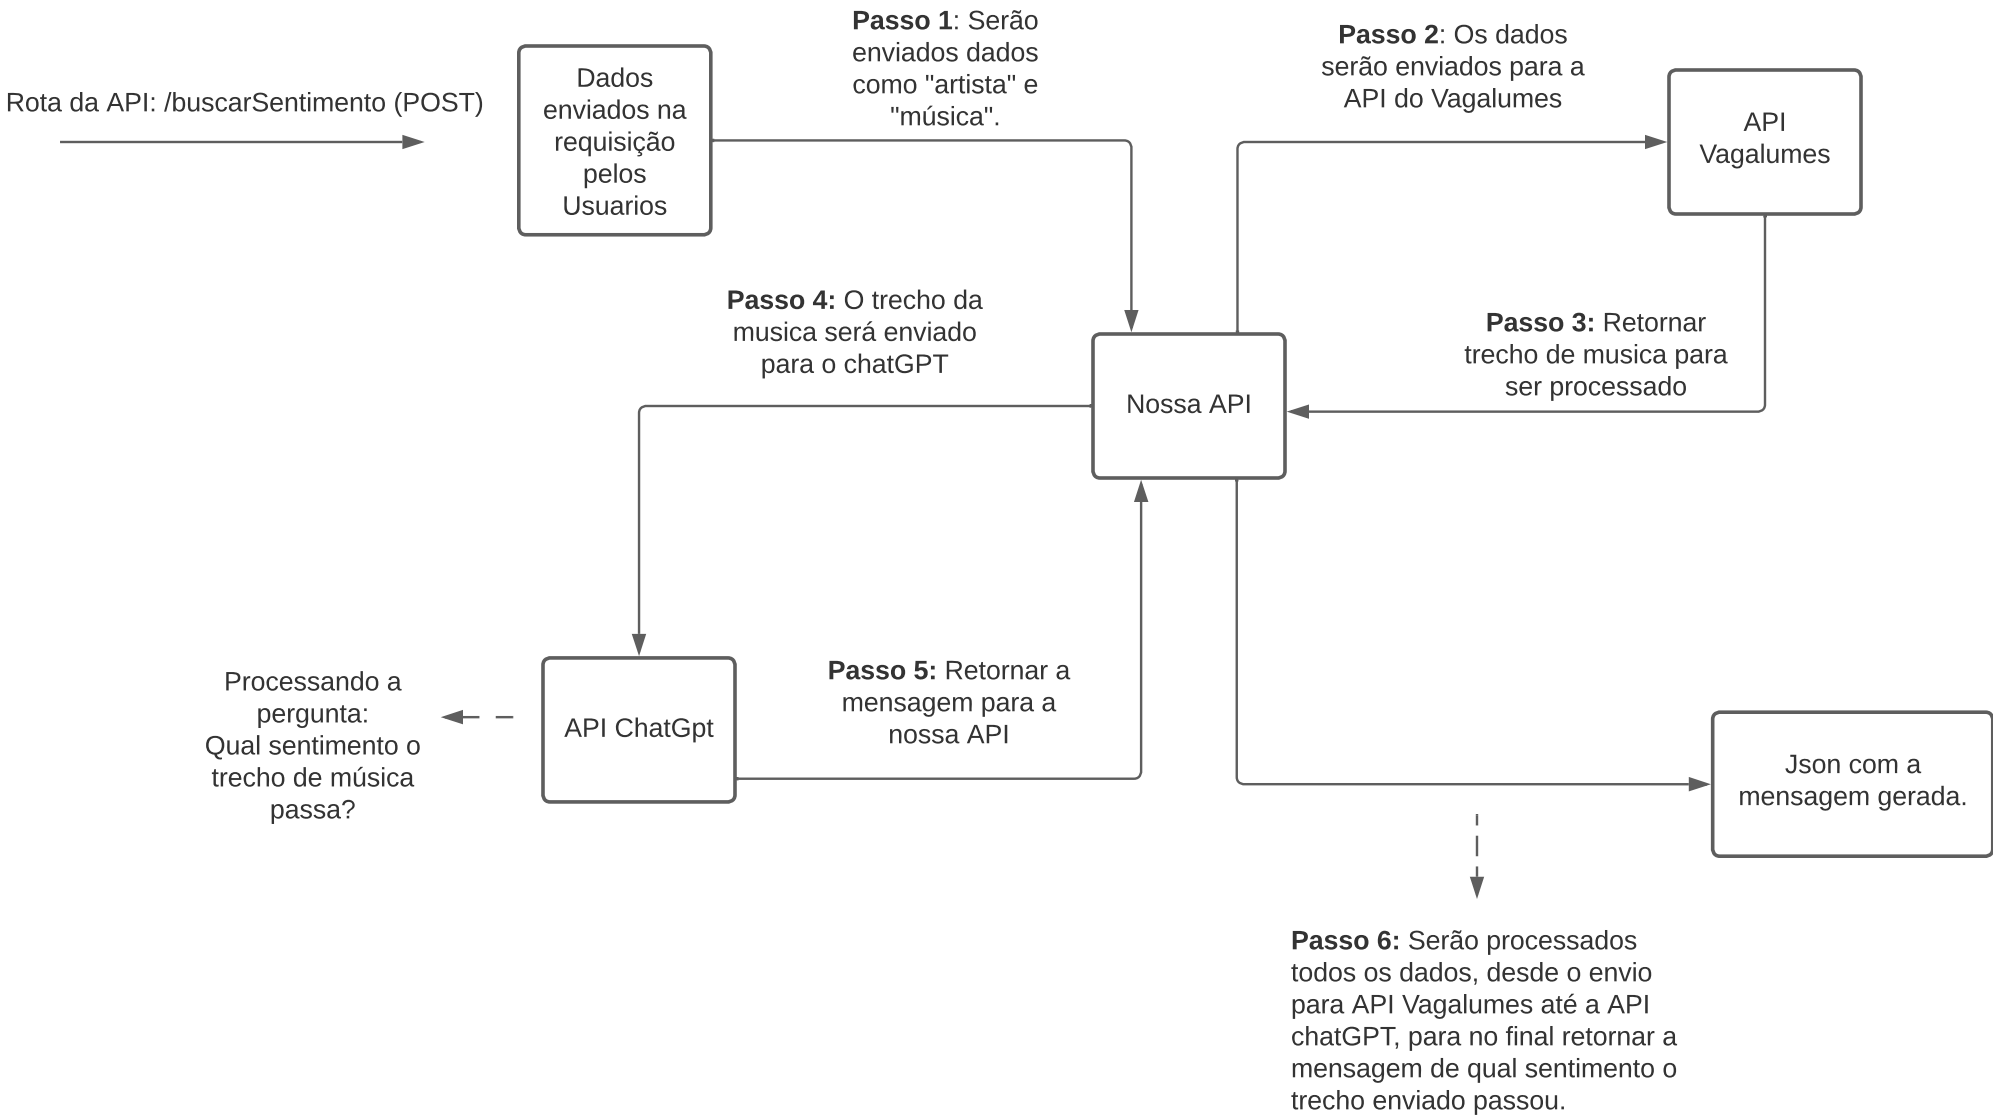 Rota da API: /buscarSentimento (POST)
Dados
enviados na
requisição
pelos
Usuarios
Passo 1: Serão
enviados dados
como "artista" e
"música".
Passo 2: Os dados
serão enviados para a
API do Vagalumes
API
Vagalumes
Passo 3: Retornar
trecho de musica para
ser processado
Nossa API
Passo 4: O trecho da
musica será enviado
para o chatGPT
API ChatGpt
Processando a
pergunta:
Qual sentimento o
trecho de música
passa?
Passo 5: Retornar a
mensagem para a
nossa API
Json com a
mensagem gerada.
Passo 6: Serão processados
todos os dados, desde o envio
para API Vagalumes até a API
chatGPT, para no final retornar a
mensagem de qual sentimento o
trecho enviado passou.